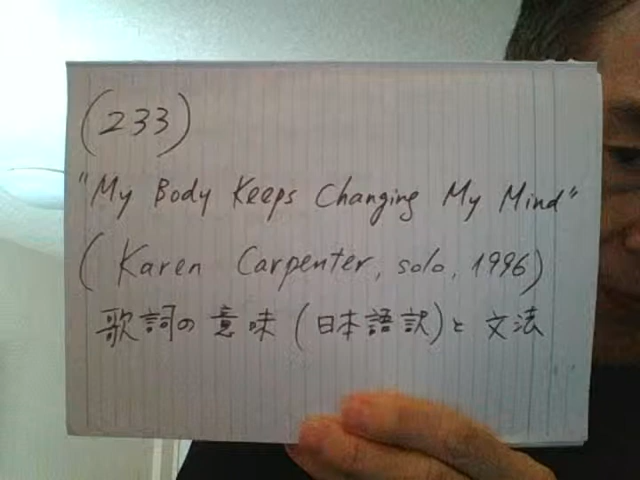 (233)
"My Body Keeps Changing My Mind"
(Karen Carpenter, solo, 1996)
歌詞の意味(日本語訳)と文法